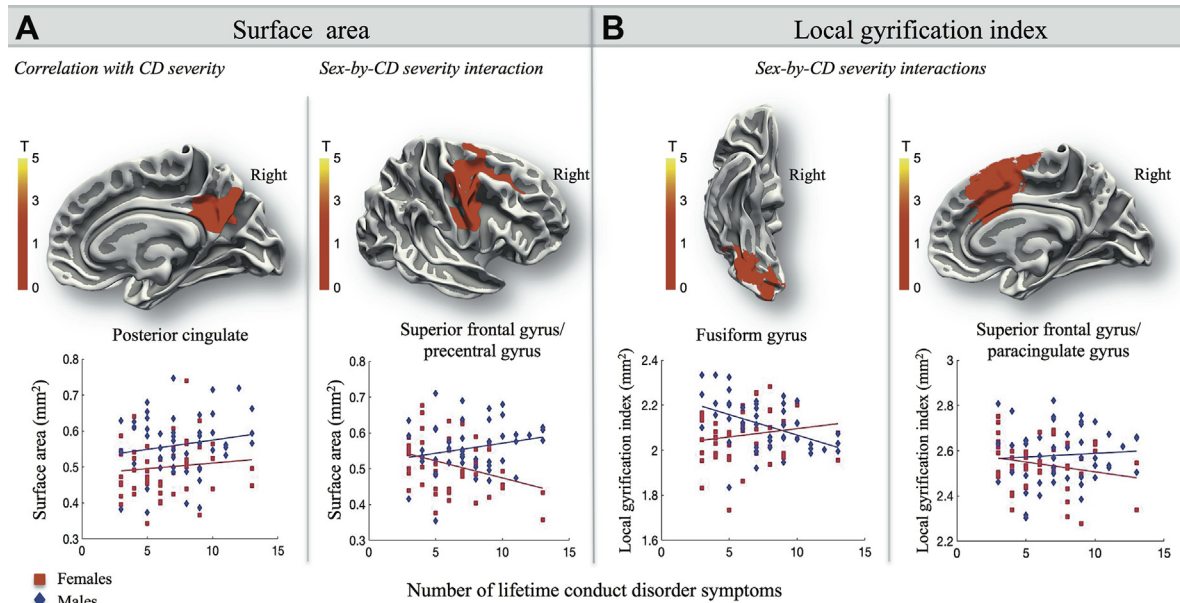 A Surface area
B Local gyrification index
Correlation with CD severity
Sex-by-CD severity interaction
Sex-by-CD severity interactions
T
5
3
1
0
Right
T
5
3
1
0
Right
T
5
3
1
0
Right
T
5
3
1
0
Right
Posterior cingulate
Surface area (mm²)
0.8
0.7
0.6
0.5
0.4
0.3
0 5 10 15
Superior frontal gyrus/
precentral gyrus
Surface area (mm²)
0.8
0.7
0.6
0.5
0.4
0.3
0 5 10 15
Fusiform gyrus
Local gyrification index (mm²)
2.4
2.2
2
1.8
1.6
0 5 10 15
Superior frontal gyrus/
paracingulate gyrus
Local gyrification index (mm²)
3
2.8
2.6
2.4
2.2
0 5 10 15
Females
Males
Number of lifetime conduct disorder symptoms